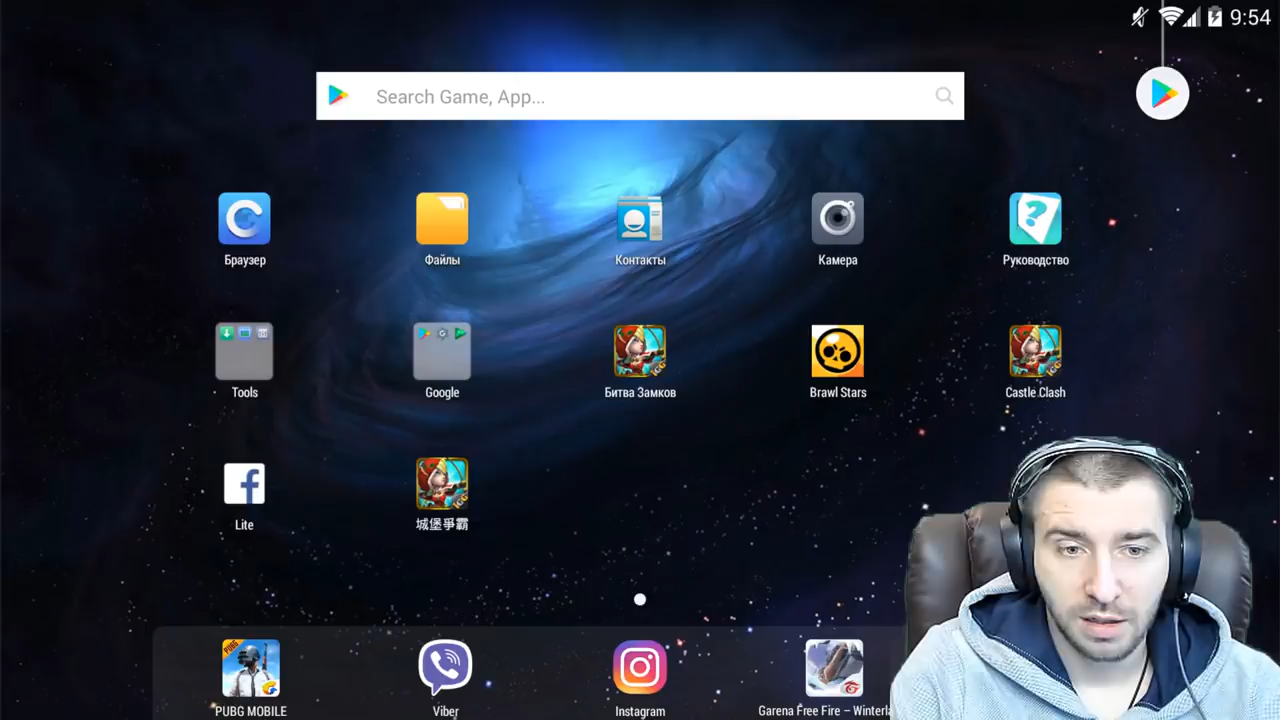 9:54
Search Game, App...
Браузер
Файлы
Контакты
Камера
Руководство
Tools
Google
Битва Замков
Brawl Stars
Castle Clash
Lite
城堡爭霸
PUBG MOBILE
Viber
Instagram
Garena Free Fire – Winterla